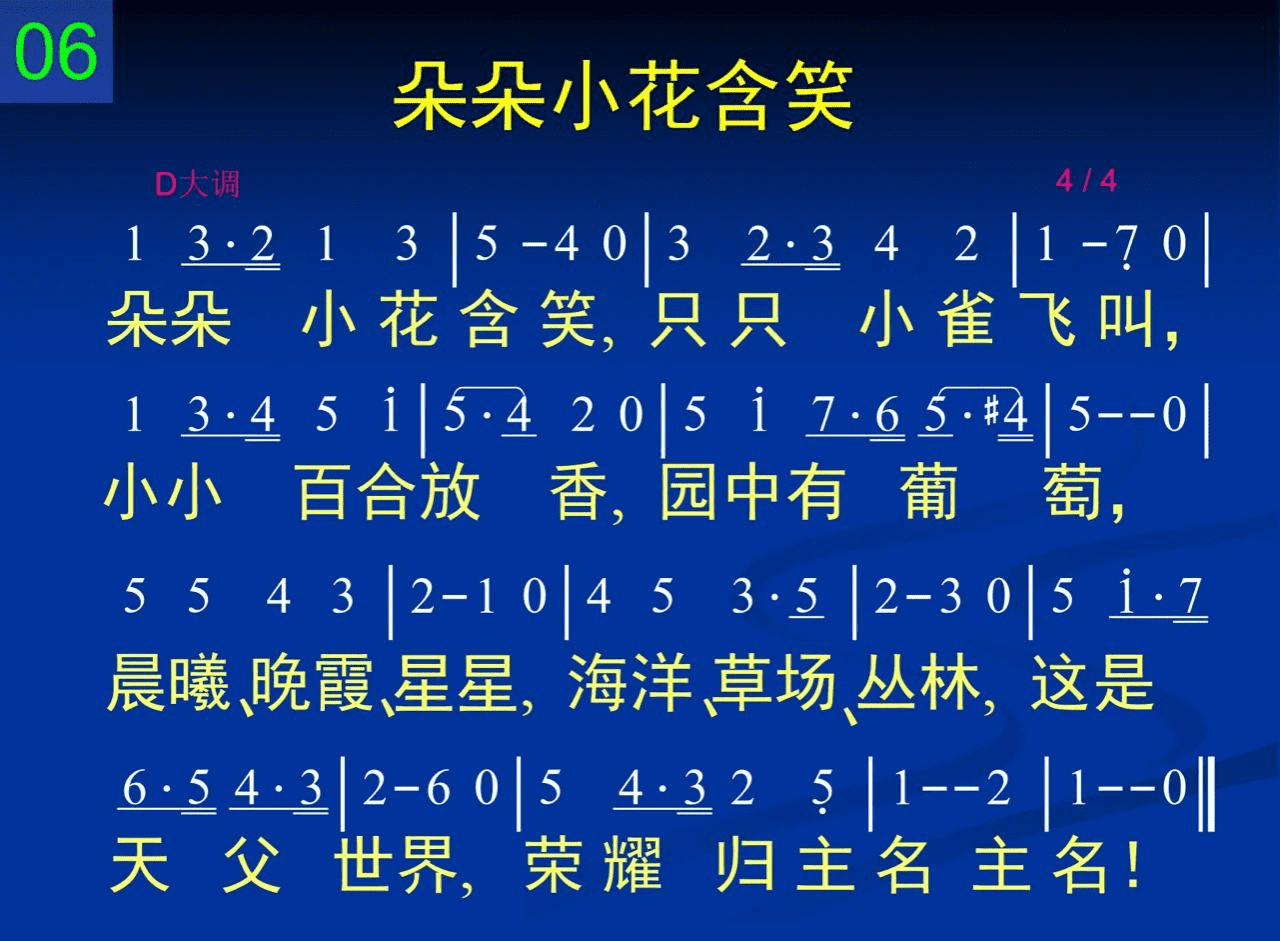 06
朵朵小花含笑
D大调 4 / 4
1 3·2 1 3 | 5 -4 0 | 3 2·3 4 2 | 1 -7̣ 0 |
朵朵 小花含笑, 只只 小雀飞叫,
1 3·4 5 i | 5·4 2 0 | 5 i 7·6 5·#4 | 5--0 |
小小 百合放 香, 园中有 葡 萄,
5 5 4 3 | 2-1 0 | 4 5 3·5 | 2-3 0 | 5 i·7
晨曦、晚霞、星星, 海洋、草场、丛林, 这是
6·5 4·3 | 2-6 0 | 5 4·3 2 5̣ | 1--2 | 1--0 ||
天 父 世界, 荣耀 归主名 主名!